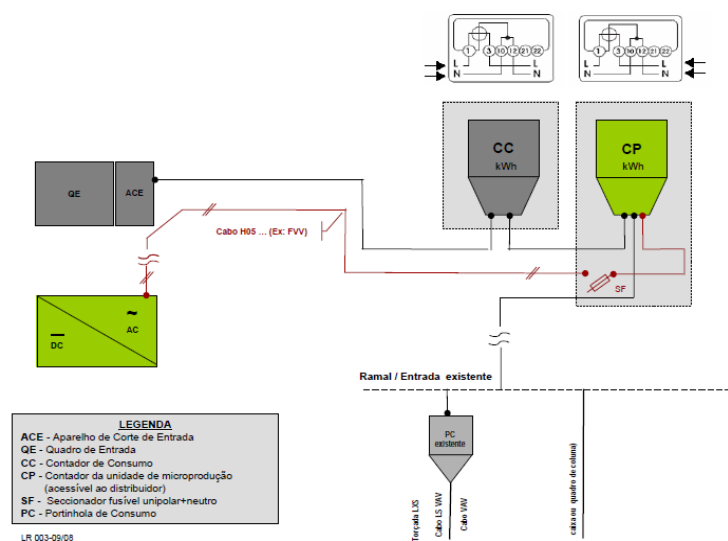 1 3 10 12 21 22
L L
N N
1 3 10 12 21 22
L L
N N
CC
kWh
CP
kWh
QE
ACE
Cabo H05 ... (Ex: FVV)
SF
~
AC
DC
Ramal / Entrada existente
PC
existente
Torçada LXS
Cabo LS VAV
Cabo VAV
caixa ou quadro de coluna)
LEGENDA
ACE - Aparelho de Corte de Entrada
QE - Quadro de Entrada
CC - Contador de Consumo
CP - Contador da unidade de microprodução
(acessível ao distribuidor)
SF - Seccionador fusível unipolar+neutro
PC - Portinhola de Consumo
LR 003-09/08